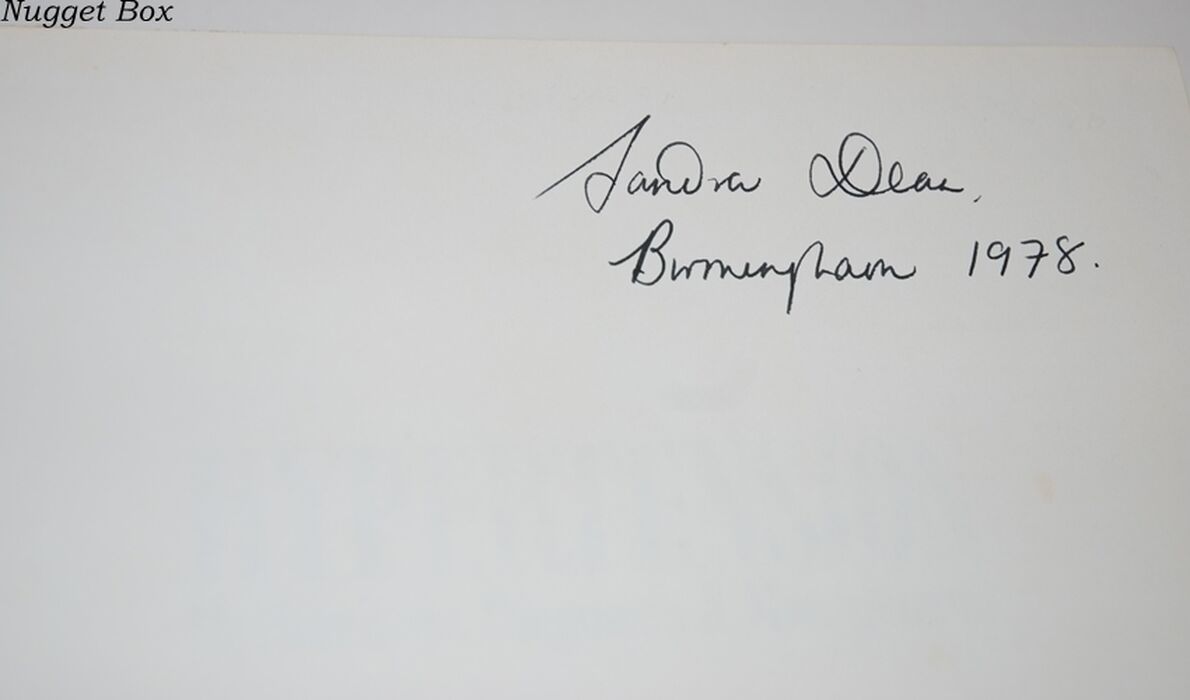 Nugget Box
Sandra Dean.
Birmingham 1978.